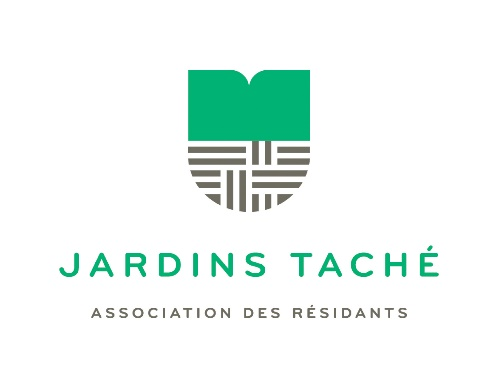 JARDINS TACHÉ
ASSOCIATION DES RÉSIDANTS